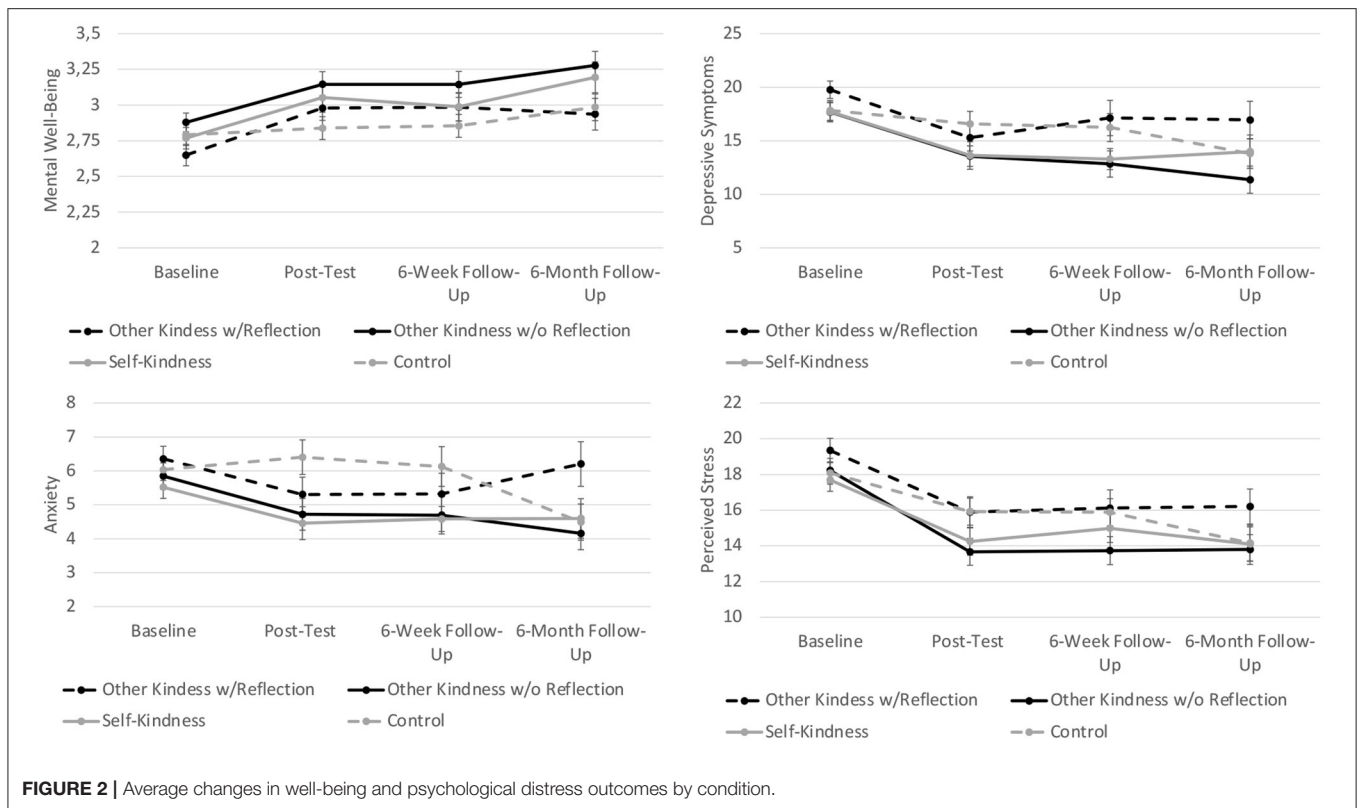 3,5
3,25
3
2,75
2,5
2,25
2
Mental Well-Being
Baseline
Post-Test
6-Week Follow-
Up
6-Month Follow-
Up
Other Kindess w/Reflection
Other Kindness w/o Reflection
Self-Kindness
Control
25
20
15
10
5
Depressive Symptoms
Baseline
Post-Test
6-Week Follow-
Up
6-Month Follow-
Up
Other Kindess w/Reflection
Other Kindness w/o Reflection
Self-Kindness
Control
8
7
6
5
4
3
2
Anxiety
Baseline
Post-Test
6-Week Follow-
Up
6-Month Follow-
Up
Other Kindess w/Reflection
Other Kindness w/o Reflection
Self-Kindness
Control
22
20
18
16
14
12
10
Perceived Stress
Baseline
Post-Test
6-Week Follow-
Up
6-Month Follow-
Up
Other Kindess w/Reflection
Other Kindness w/o Reflection
Self-Kindness
Control
FIGURE 2 | Average changes in well-being and psychological distress outcomes by condition.